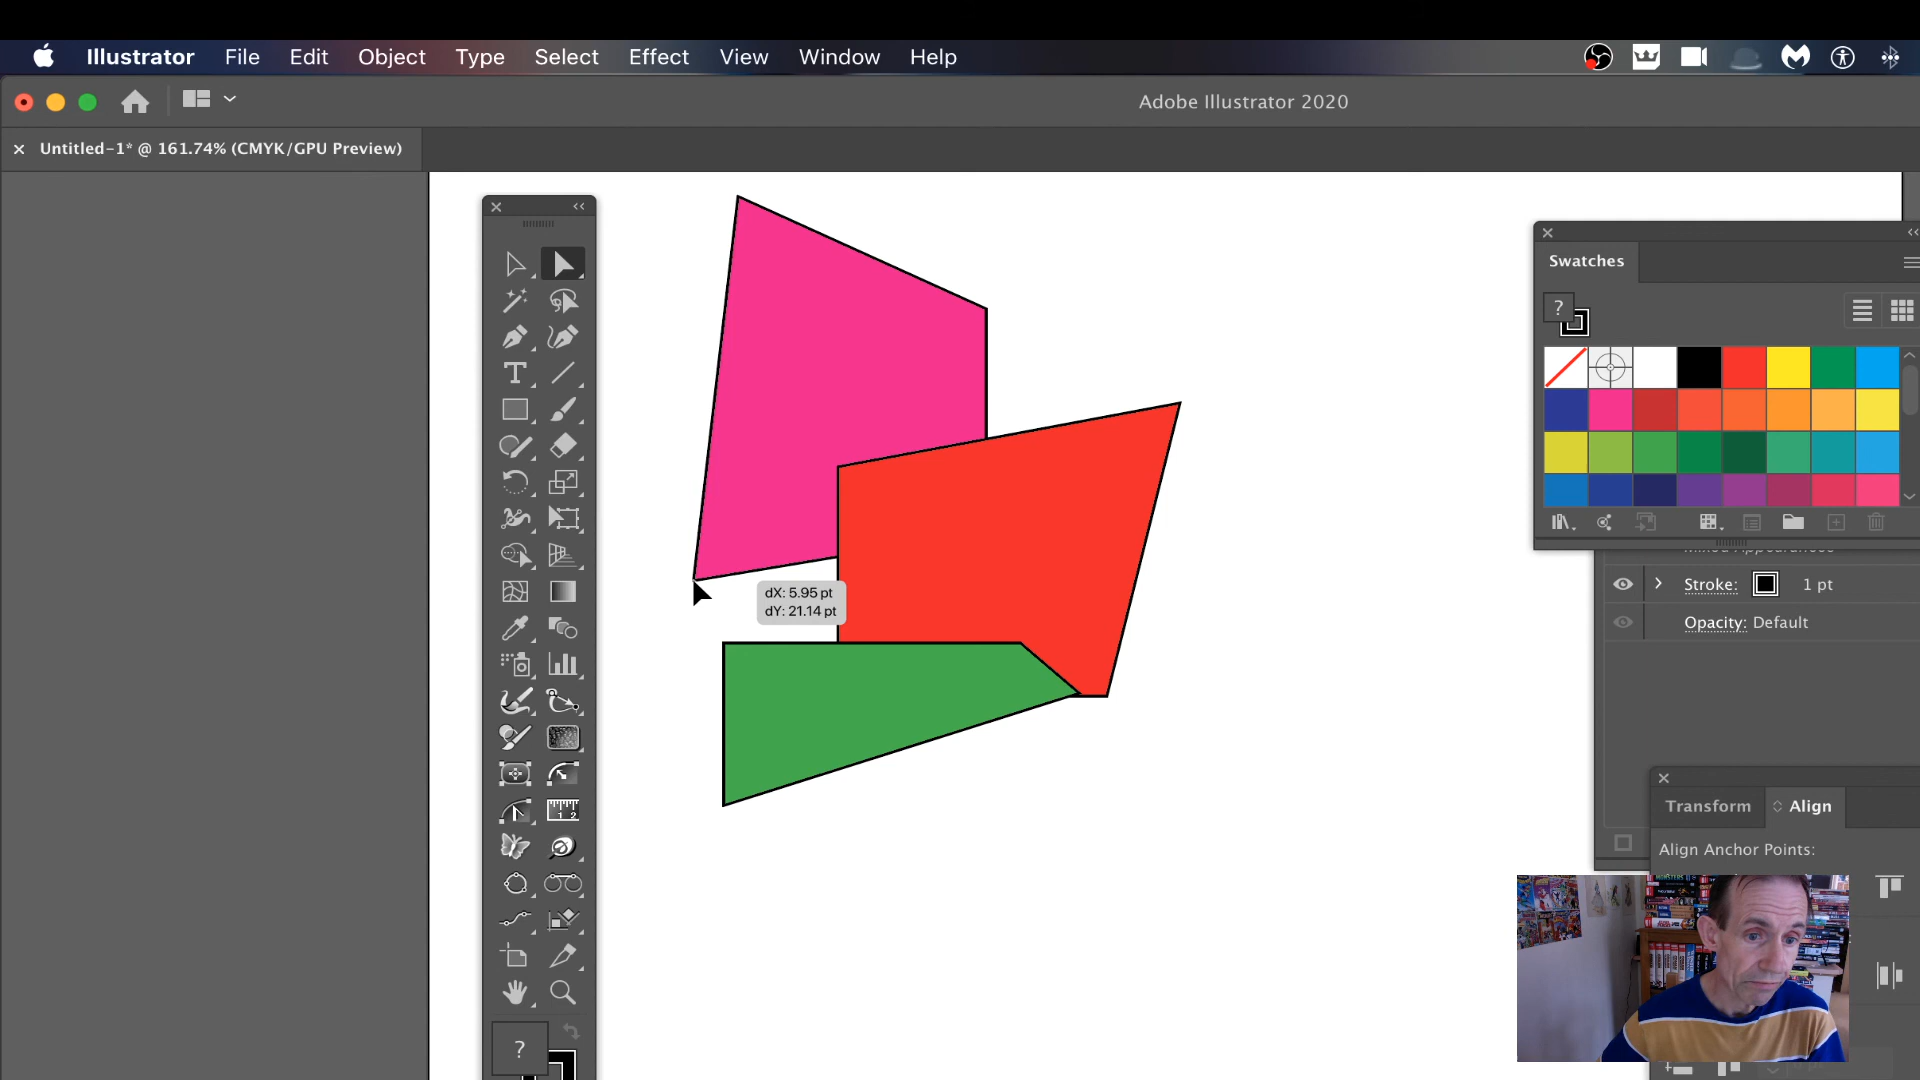 Illustrator File Edit Object Type Select Effect View Window Help
Adobe Illustrator 2020
Untitled-1* @ 161.74% (CMYK/GPU Preview)
Swatches
?
dX: 5.95 pt
dY: 21.14 pt
Stroke: 1 pt
Opacity: Default
Transform Align
Align Anchor Points:
?